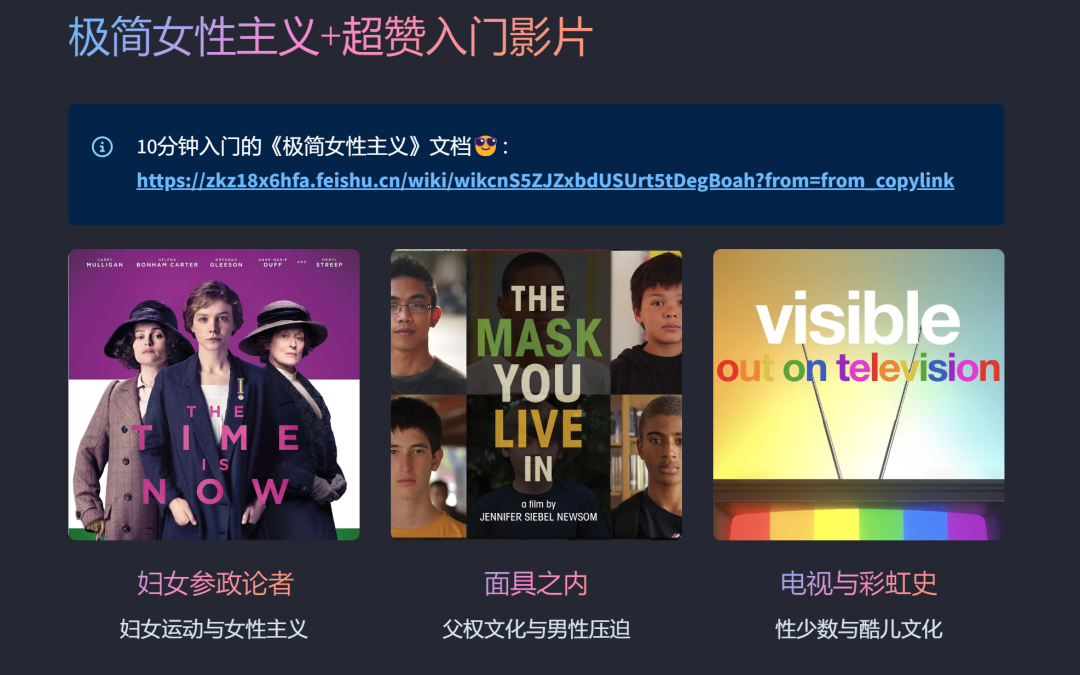 极简女性主义+超赞入门影片
10分钟入门的《极简女性主义》文档😎：
https://zkz18x6hfa.feishu.cn/wiki/wikcnS5ZJZxbdUSUrt5tDegBoah?from=from_copylink
CAREY MULLIGAN HELENA BONHAM CARTER BRENDAN GLEESON ANNE-MARIE DUFF AND MERYL STREEP
THE
TIME
IS
NOW
THE
MASK
YOU
LIVE
IN
a film by
JENNIFER SIEBEL NEWSOM
visible
out on television
妇女参政论者
面具之内
电视与彩虹史
妇女运动与女性主义
父权文化与男性压迫
性少数与酷儿文化